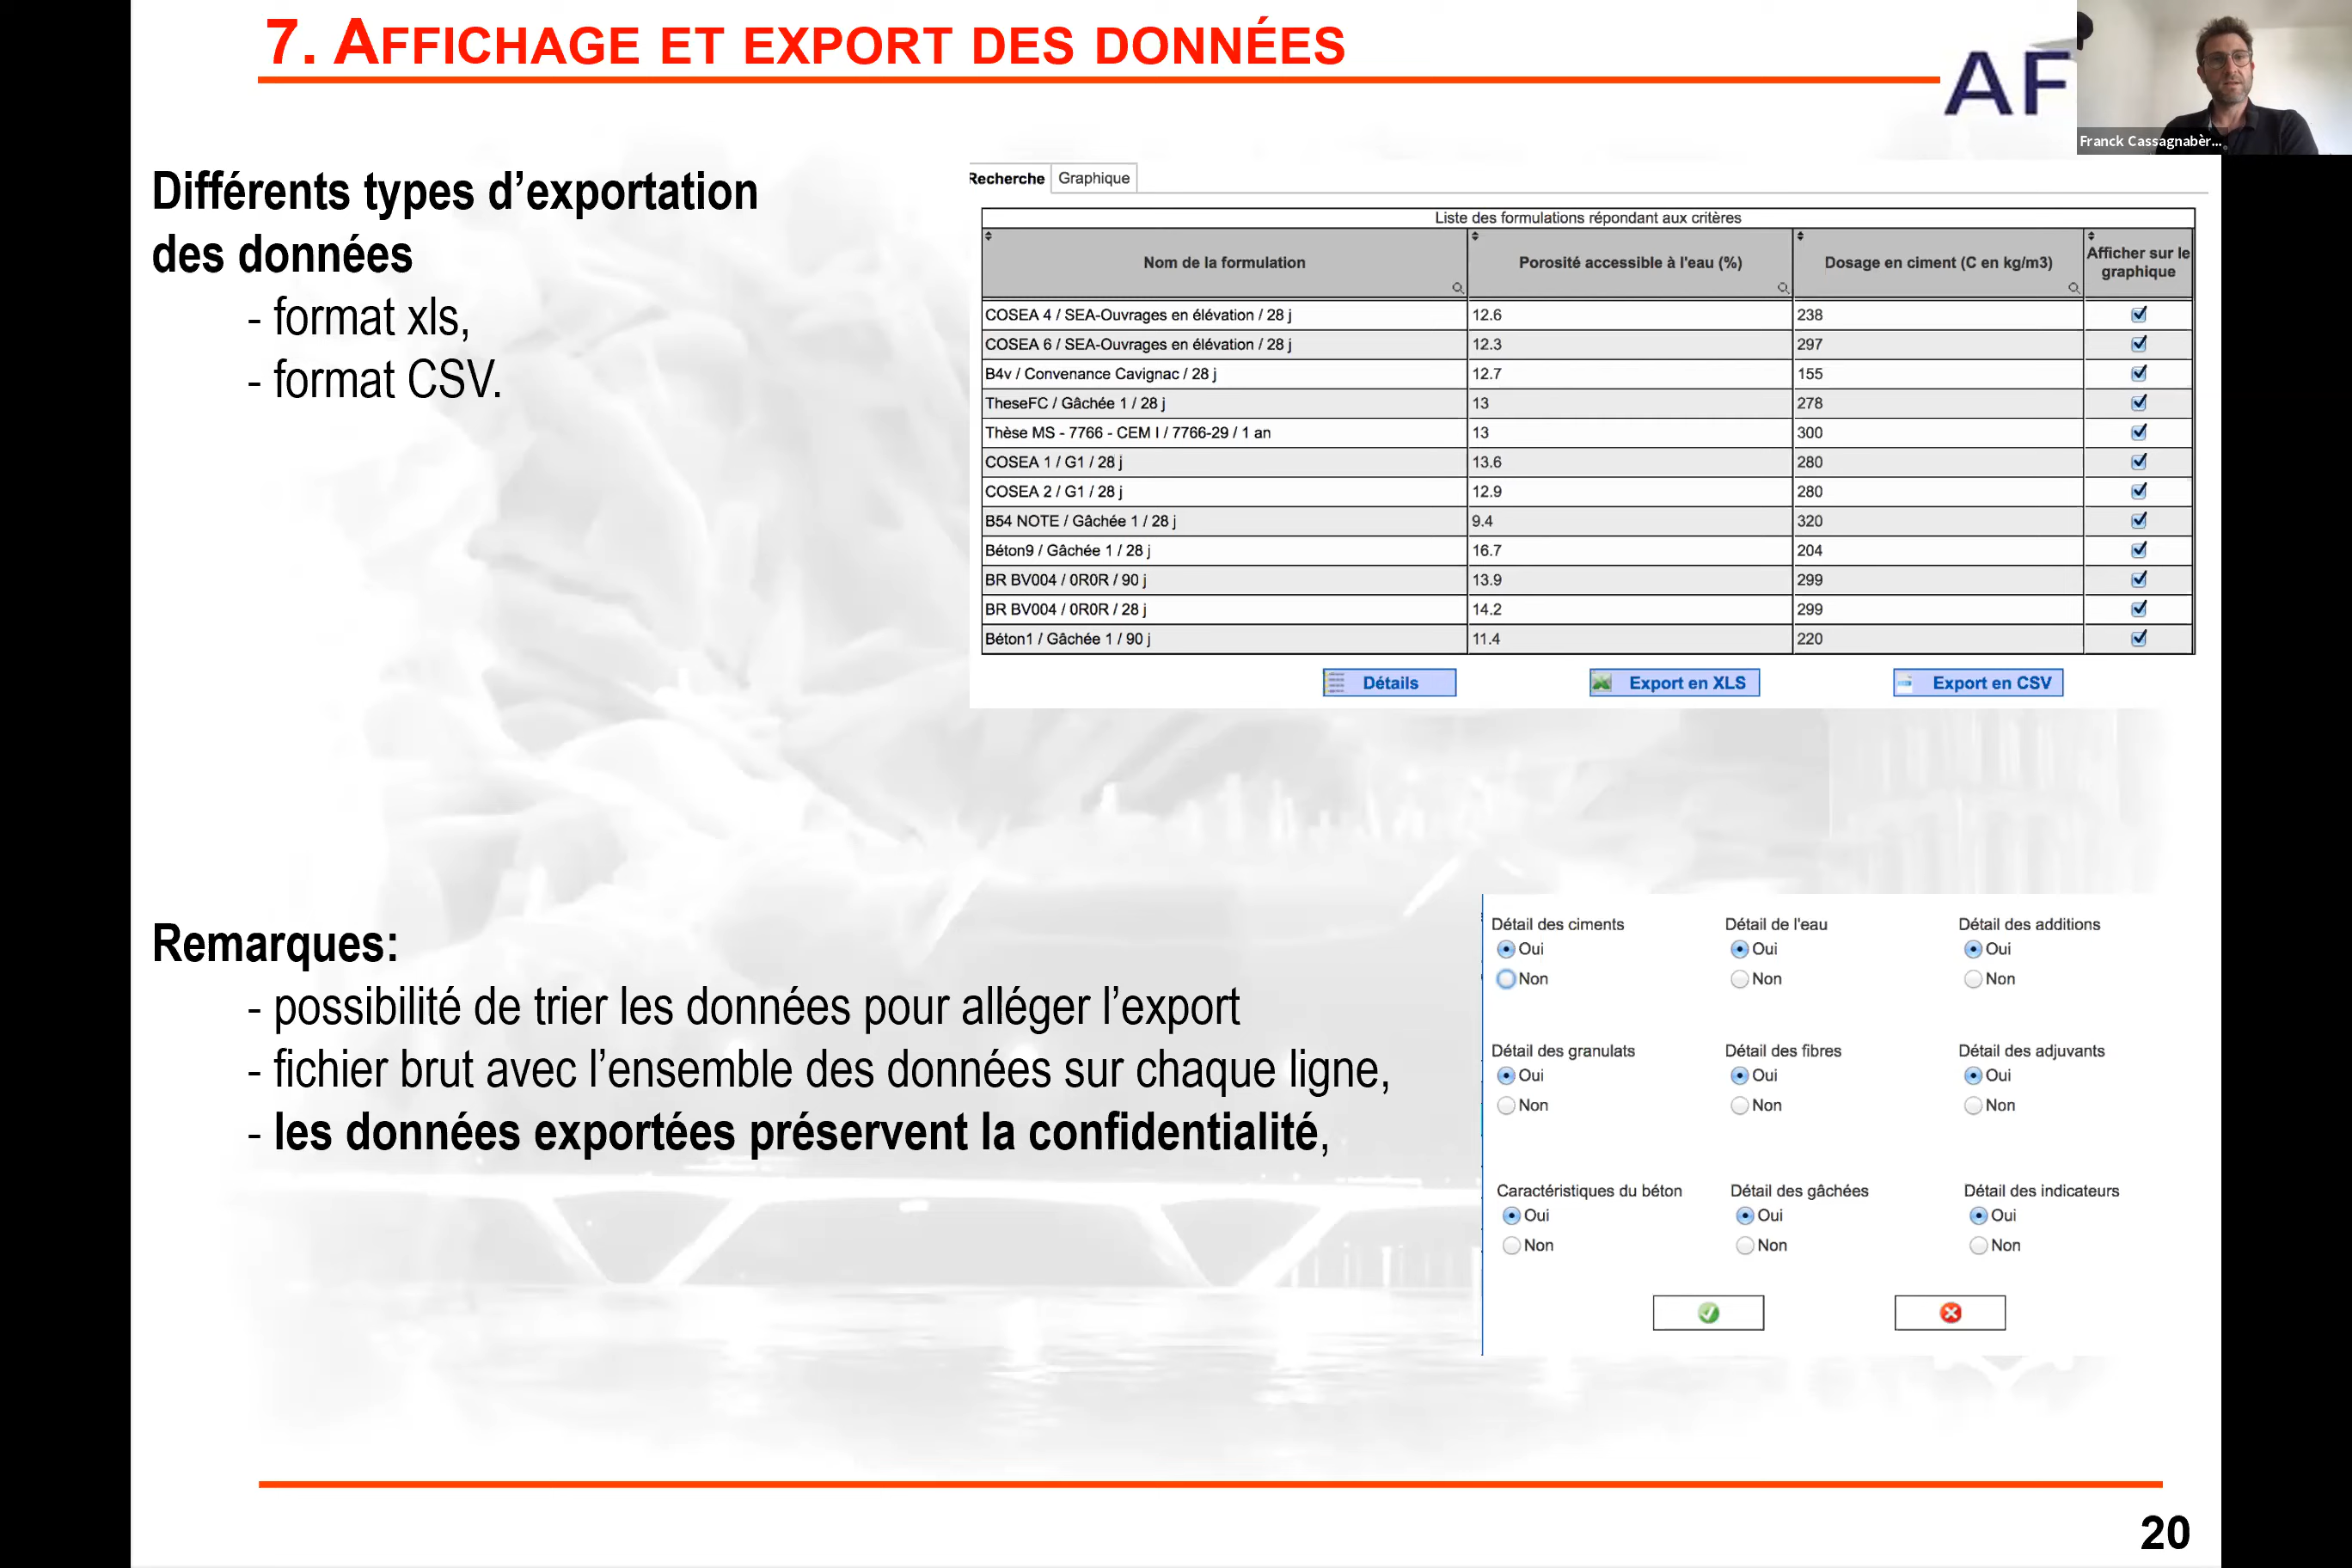 7. AFFICHAGE ET EXPORT DES DONNÉES
AF
Franck Cassagnabèr...
Différents types d’exportation
des données
- format xls,
- format CSV.
Recherche Graphique
Liste des formulations répondant aux critères
Nom de la formulation Porosité accessible à l'eau (%) Dosage en ciment (C en kg/m3) Afficher sur le graphique
COSEA 4 / SEA-Ouvrages en élévation / 28 j 12.6 238
COSEA 6 / SEA-Ouvrages en élévation / 28 j 12.3 297
B4v / Convenance Cavignac / 28 j 12.7 155
TheseFC / Gâchée 1 / 28 j 13 278
Thèse MS - 7766 - CEM I / 7766-29 / 1 an 13 300
COSEA 1 / G1 / 28 j 13.6 280
COSEA 2 / G1 / 28 j 12.9 280
B54 NOTE / Gâchée 1 / 28 j 9.4 320
Béton9 / Gâchée 1 / 28 j 16.7 204
BR BV004 / 0R0R / 90 j 13.9 299
BR BV004 / 0R0R / 28 j 14.2 299
Béton1 / Gâchée 1 / 90 j 11.4 220
Détails Export en XLS Export en CSV
Remarques:
- possibilité de trier les données pour alléger l’export
- fichier brut avec l’ensemble des données sur chaque ligne,
- les données exportées préservent la confidentialité,
Détail des ciments Détail de l'eau Détail des additions
Oui Oui Oui
Non Non Non
Détail des granulats Détail des fibres Détail des adjuvants
Oui Oui Oui
Non Non Non
Caractéristiques du béton Détail des gâchées Détail des indicateurs
Oui Oui Oui
Non Non Non
20